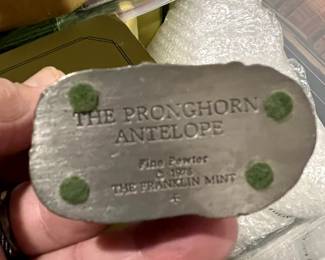 THE PRONGHORN
ANTELOPE
Fine Pewter
© 1978
THE FRANKLIN MINT